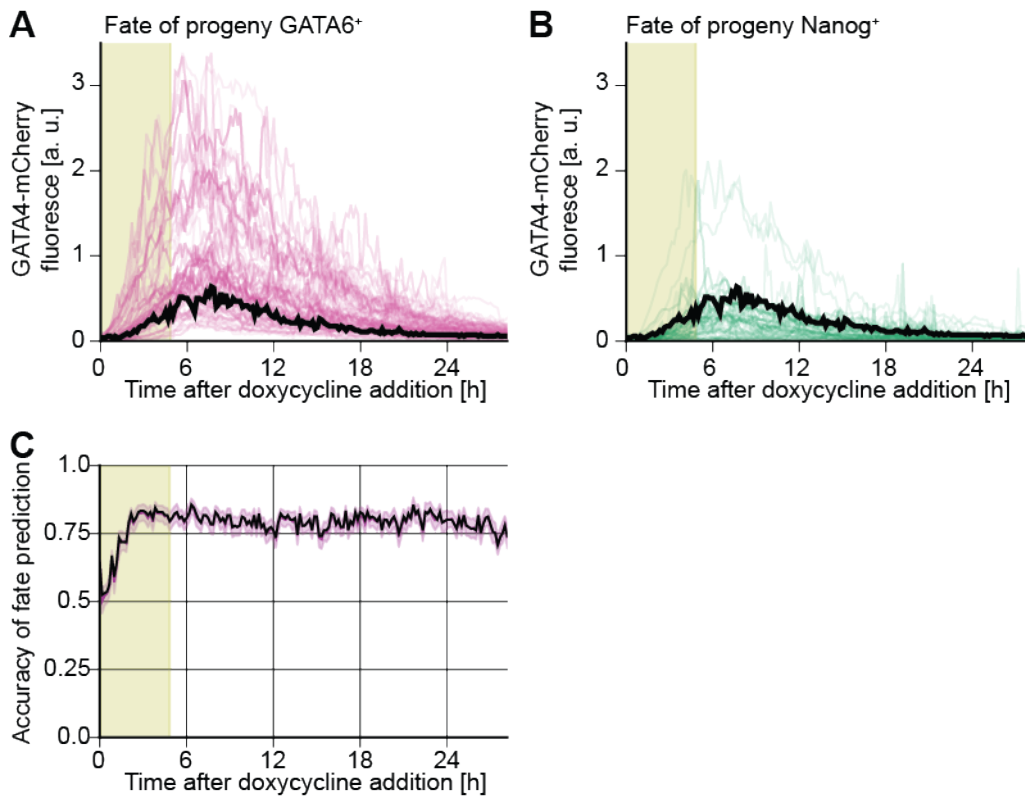 A
Fate of progeny GATA6⁺
GATA4-mCherry
fluoresce [a. u.]
3
2
1
0
0
6
12
18
24
Time after doxycycline addition [h]
B
Fate of progeny Nanog⁺
GATA4-mCherry
fluoresce [a. u.]
3
2
1
0
0
6
12
18
24
Time after doxycycline addition [h]
C
Accuracy of fate prediction
1.0
0.75
0.5
0.25
0.0
0
6
12
18
24
Time after doxycycline addition [h]